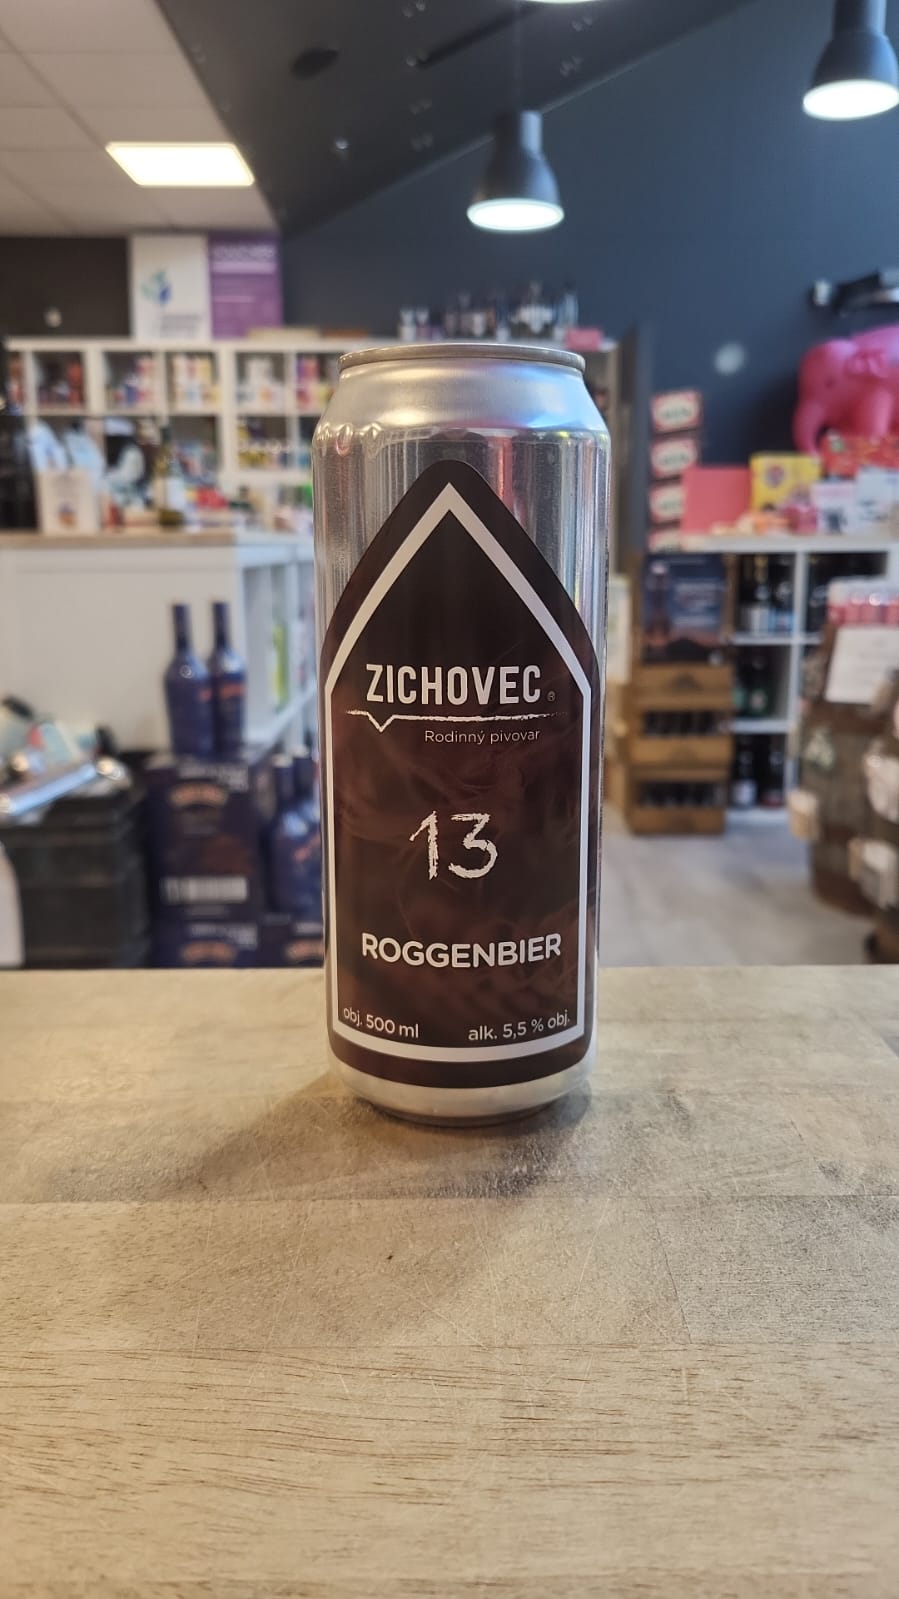 ZICHOVEC®
Rodinný pivovar
13
ROGGENBIER
obj. 500 ml alk. 5,5 % obj.